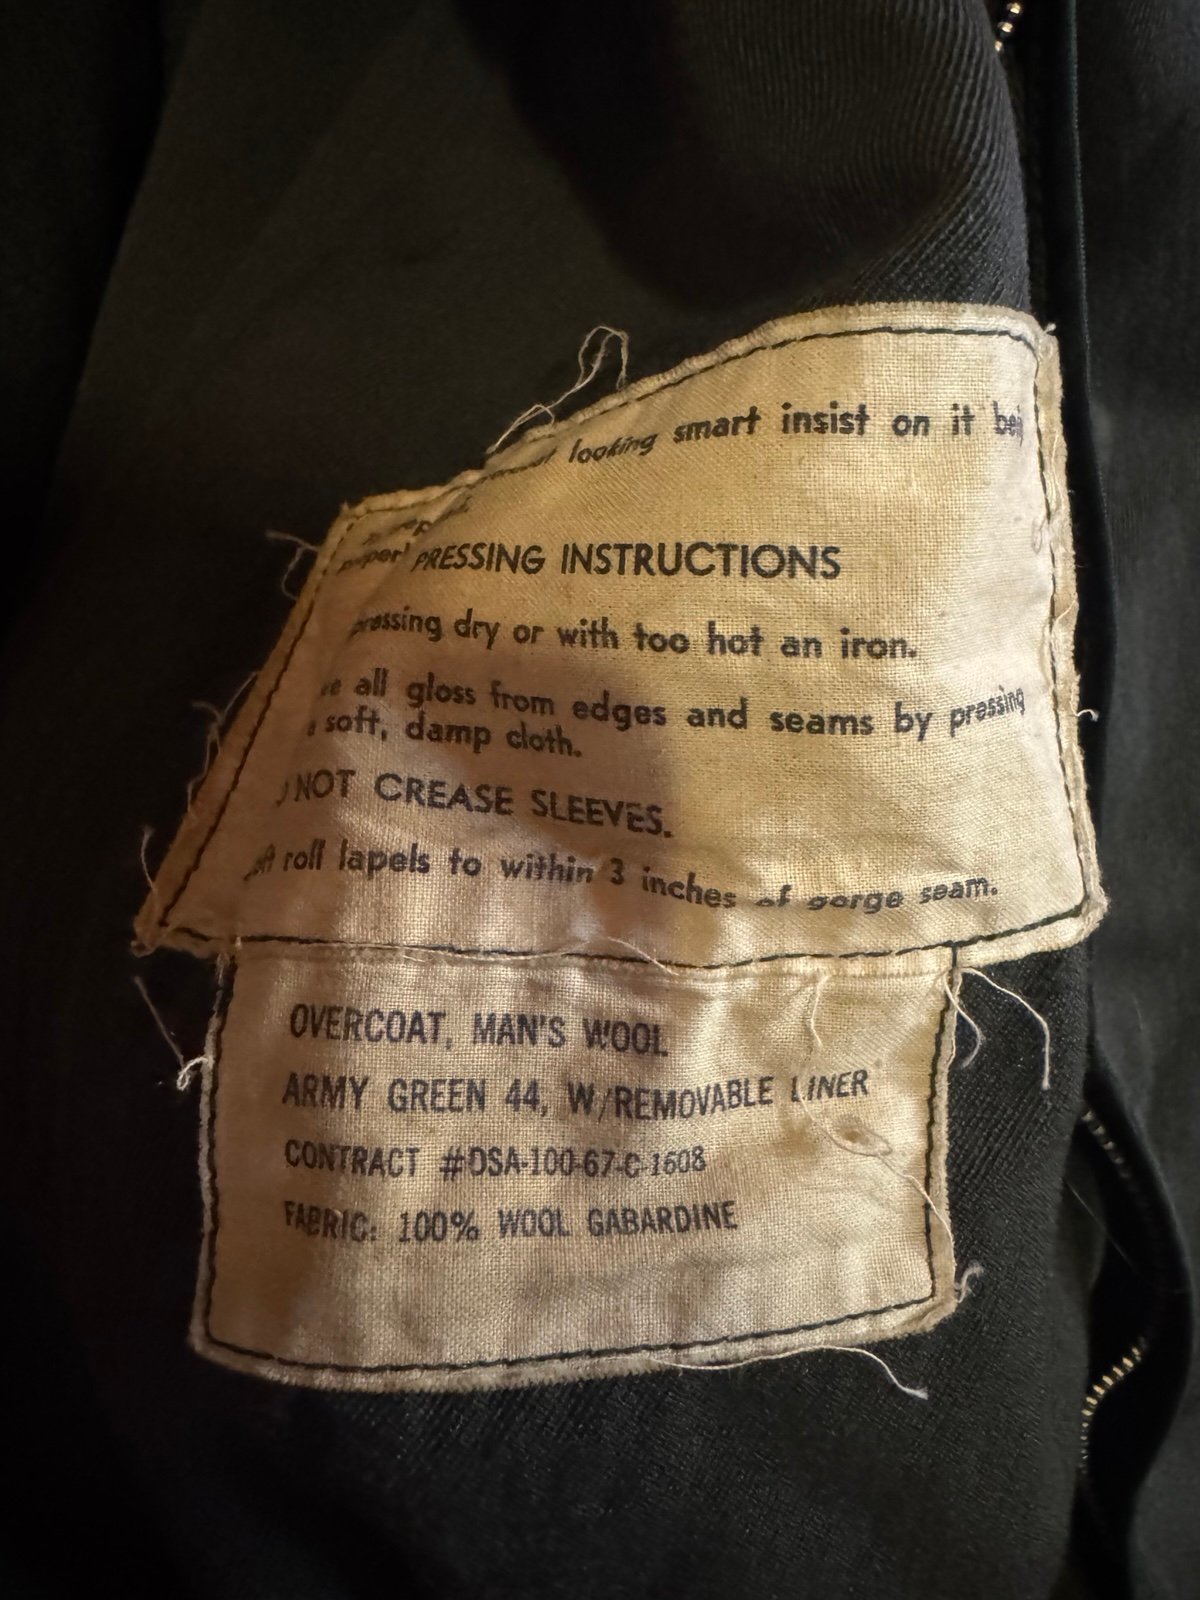 looking smart insist on it
PRESSING INSTRUCTIONS
pressing dry or with too hot an iron.
all gloss from edges and seams by pressing
soft, damp cloth.
NOT CREASE SLEEVES.
roll lapels to within 3 inches of gorge seam.
OVERCOAT, MAN'S WOOL
ARMY GREEN 44, W/REMOVABLE LINER
CONTRACT #DSA-100-67-C-1608
FABRIC: 100% WOOL GABARDINE